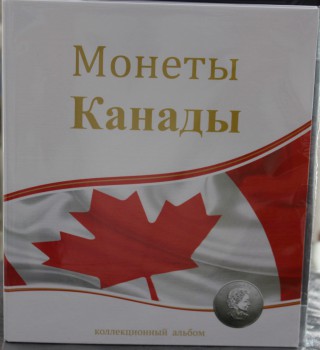 Монеты
Канады
коллекционный альбом